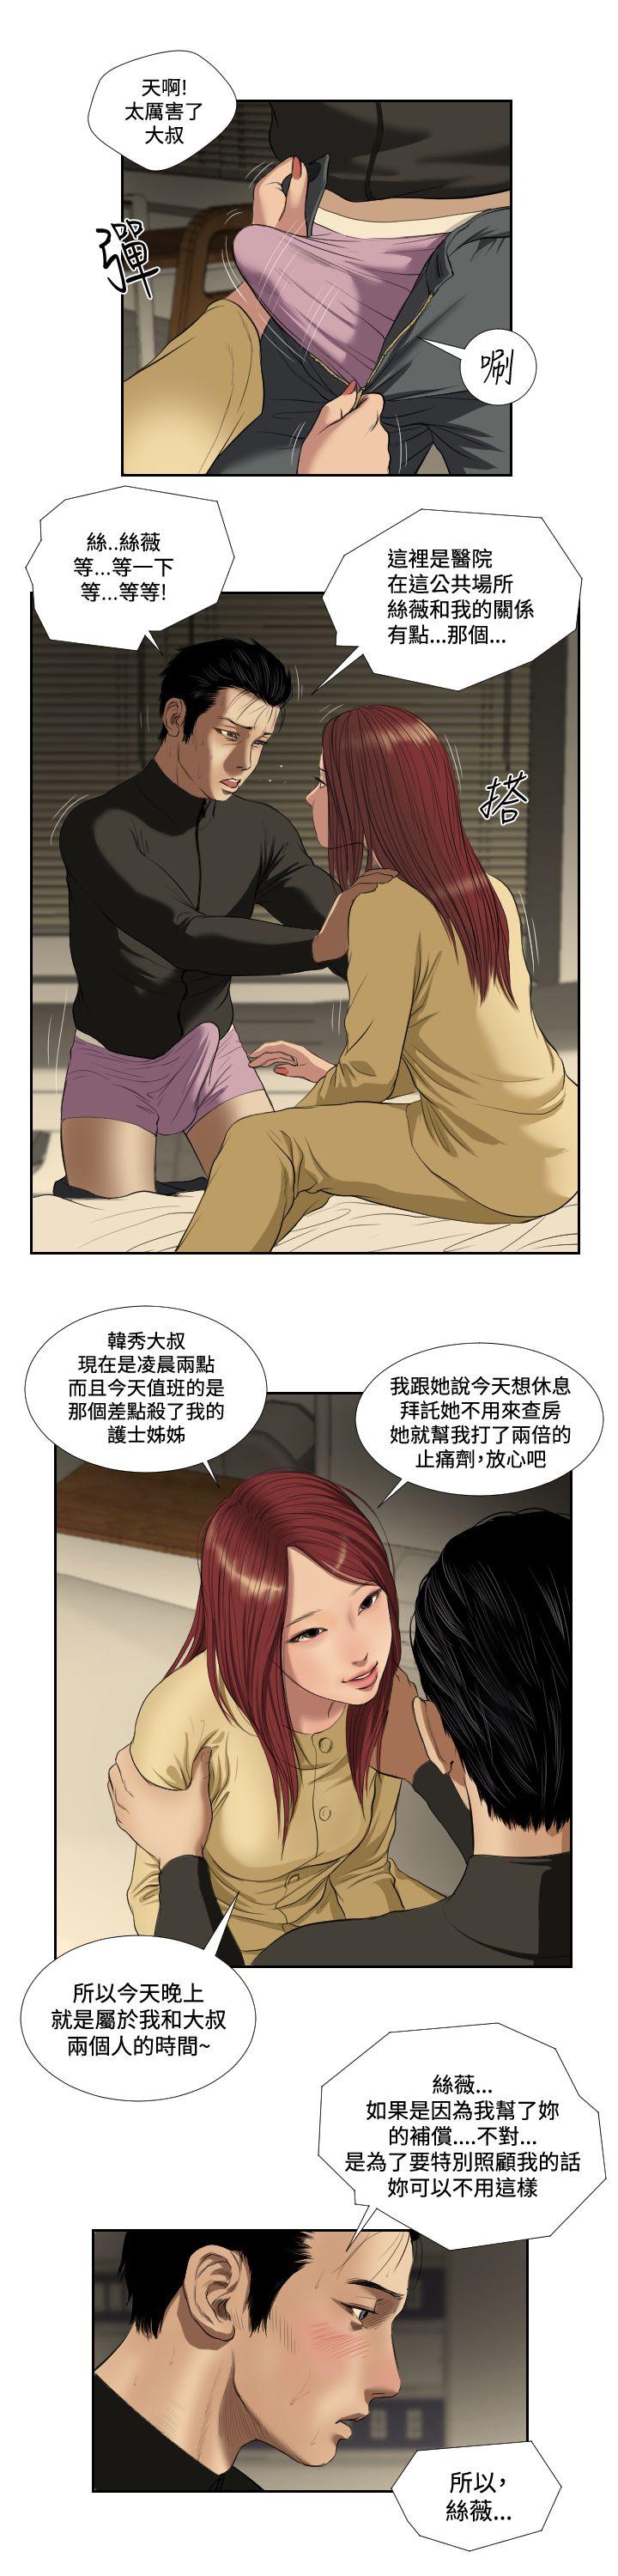 天啊!
太厲害了
大叔
彈
唰
絲..絲薇
等...等一下
等...等等!
這裡是醫院
在這公共場所
絲薇和我的關係
有點...那個...
搭
韓秀大叔
現在是凌晨兩點
而且今天值班的是
那個差點殺了我的
護士姊姊
我跟她說今天想休息
拜託她不用來查房
她就幫我打了兩倍的
止痛劑,放心吧
所以今天晚上
就是屬於我和大叔
兩個人的時間~
絲薇...
如果是因為我幫了妳
的補償....不對...
是為了要特別照顧我的話
妳可以不用這樣
所以,
絲薇...